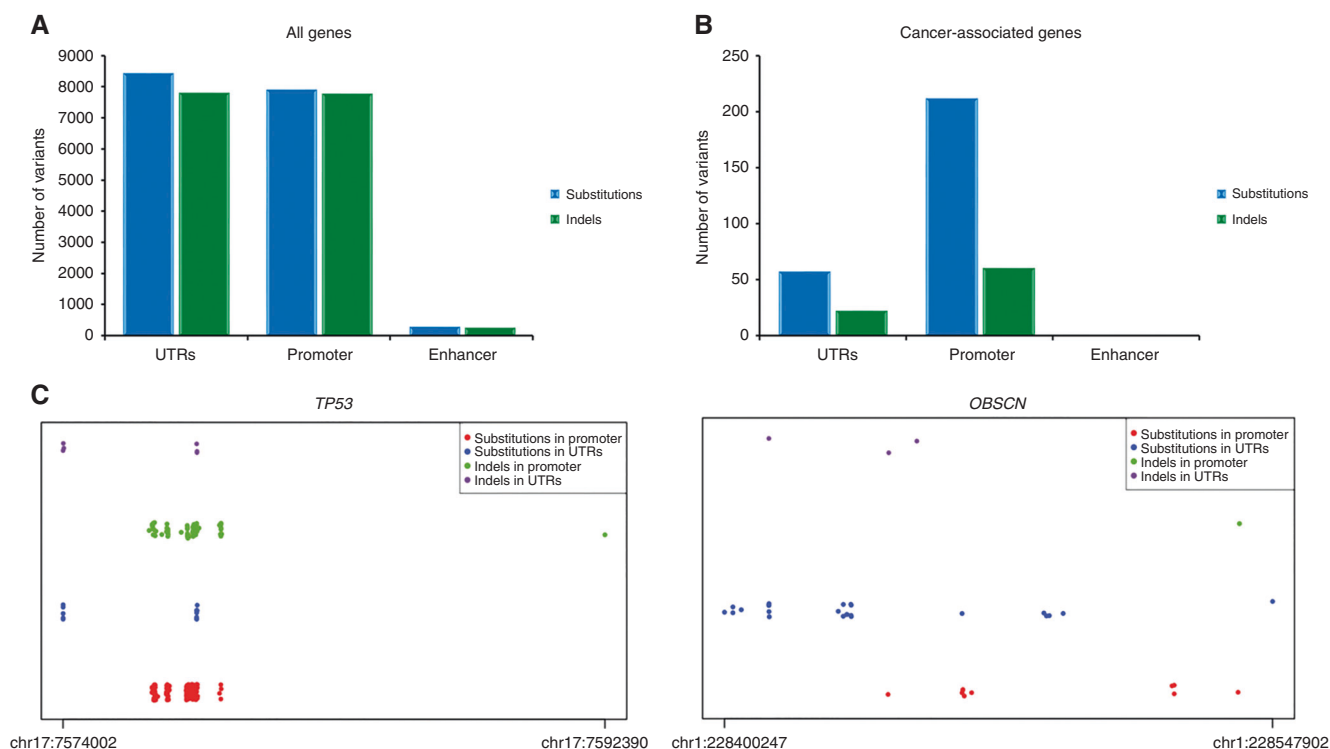 A
All genes
9000
8000
7000
6000
5000
4000
3000
2000
1000
0
Number of variants
UTRs
Promoter
Enhancer
Substitutions
Indels
B
Cancer-associated genes
250
200
150
100
50
0
Number of variants
UTRs
Promoter
Enhancer
Substitutions
Indels
C
TP53
Substitutions in promoter
Substitutions in UTRs
Indels in promoter
Indels in UTRs
chr17:7574002
chr17:7592390
OBSCN
Substitutions in promoter
Substitutions in UTRs
Indels in promoter
Indels in UTRs
chr1:228400247
chr1:228547902